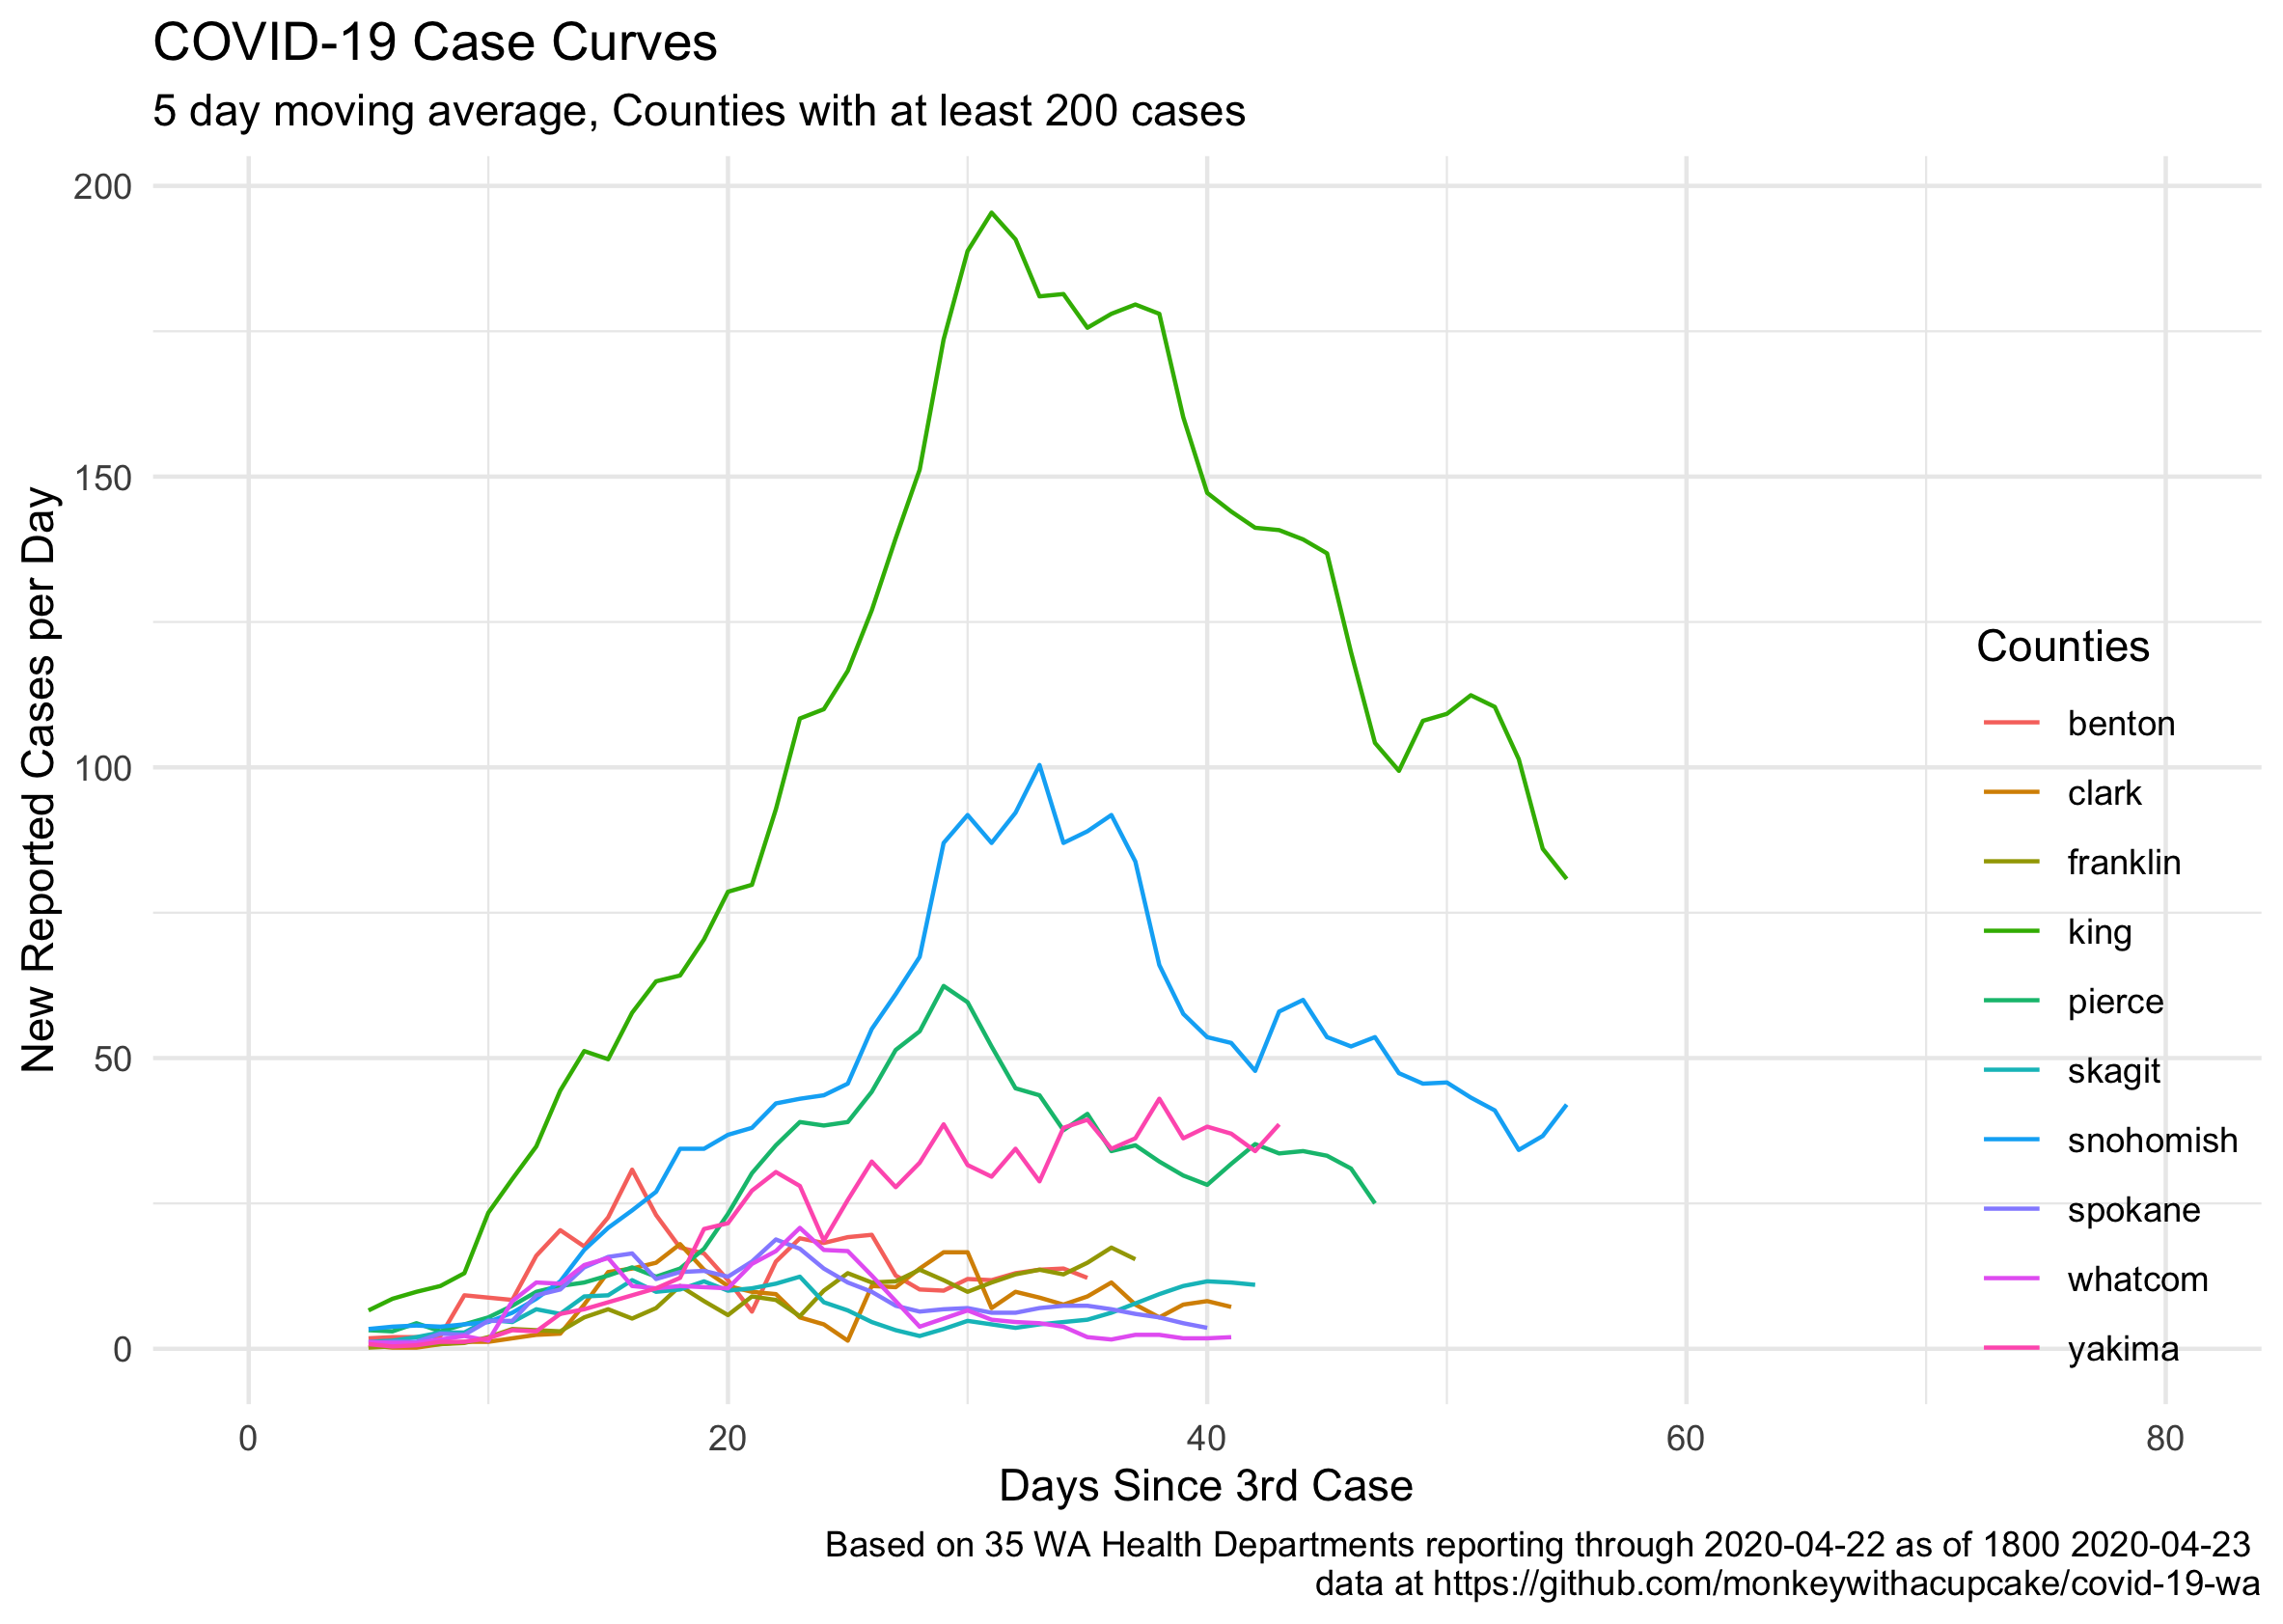 COVID-19 Case Curves
5 day moving average, Counties with at least 200 cases
200
150
100
50
0
New Reported Cases per Day
Counties
benton
clark
franklin
king
pierce
skagit
snohomish
spokane
whatcom
yakima
0 20 40 60 80
Days Since 3rd Case
Based on 35 WA Health Departments reporting through 2020-04-22 as of 1800 2020-04-23
data at https://github.com/monkeywithacupcake/covid-19-wa